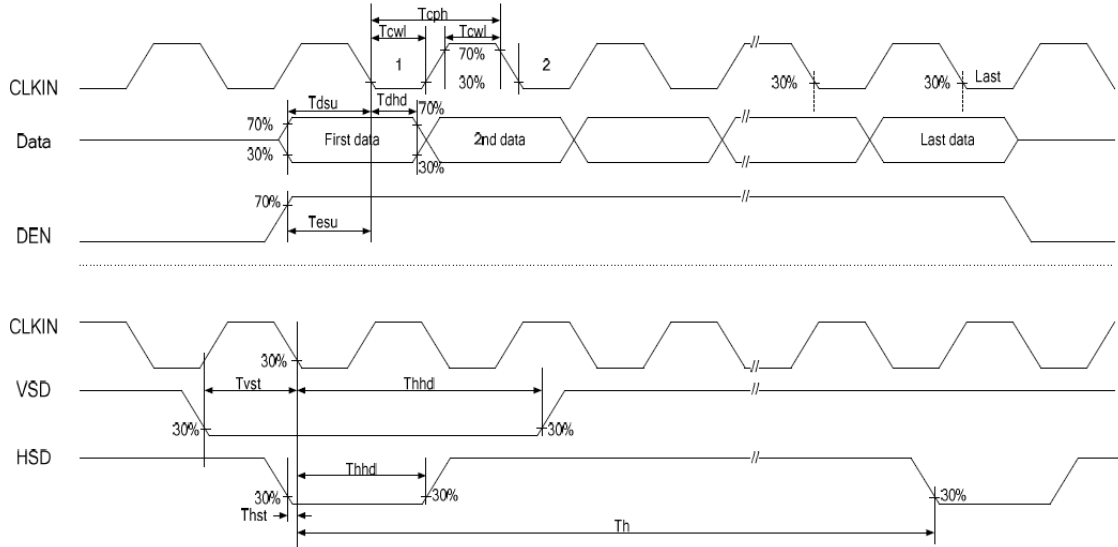 Tcph
Tcwl Tcwl
CLKIN 1 70% 30% 2 // 30% 30% Last
Tdsu Tdhd
Data 70% 30% First data 70% 30% 2nd data // Last data
DEN 70% Tesu //
CLKIN 30% //
VSD 30% Tvst Thhd 30% //
HSD 30% Thhd 30% // 30%
Thst Th